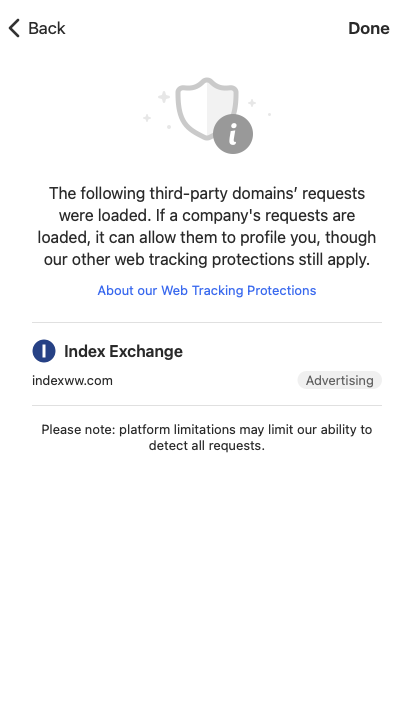 Back
Done
The following third-party domains’ requests
were loaded. If a company's requests are
loaded, it can allow them to profile you, though
our other web tracking protections still apply.
About our Web Tracking Protections
Index Exchange
indexww.com
Advertising
Please note: platform limitations may limit our ability to
detect all requests.